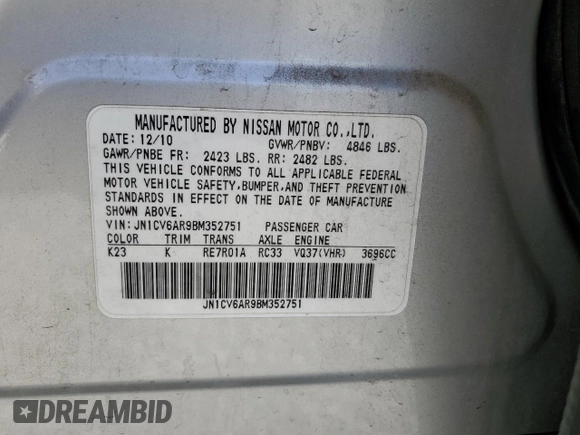 MANUFACTURED BY NISSAN MOTOR CO.,LTD.
DATE: 12/10 GVWR/PNBV: 4846 LBS.
GAWR/PNBE FR: 2423 LBS. RR: 2482 LBS.
THIS VEHICLE CONFORMS TO ALL APPLICABLE FEDERAL
MOTOR VEHICLE SAFETY,BUMPER,AND THEFT PREVENTION
STANDARDS IN EFFECT ON THE DATE OF MANUFACTURE
SHOWN ABOVE.
VIN: JN1CV6AR9BM352751 PASSENGER CAR
COLOR TRIM TRANS AXLE ENGINE
K23 K RE7R01A RC33 VQ37(VHR) 3696CC
JN1CV6AR9BM352751
DREAMBID